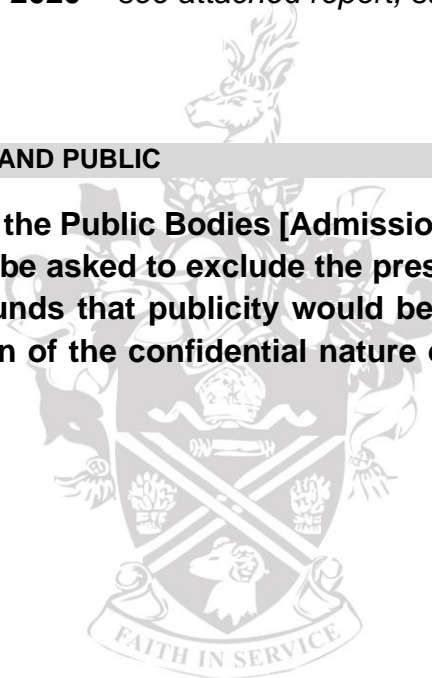 2020 – see attached report,
AND PUBLIC
the Public Bodies [Admissio
be asked to exclude the pres
unds that publicity would be
n of the confidential nature
FAITH IN SERVICE